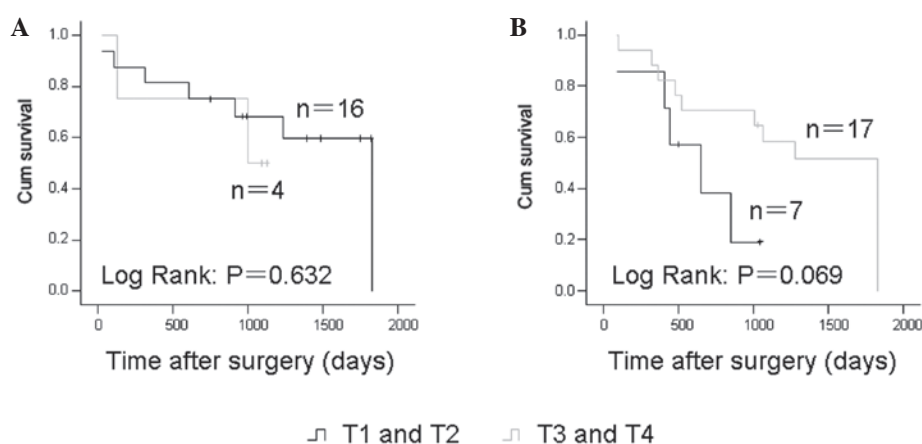 A
Cum survival
1.0
0.8
0.6
0.4
0.2
0.0
n=16
n=4
Log Rank: P=0.632
0 500 1000 1500 2000
Time after surgery (days)
B
Cum survival
1.0
0.8
0.6
0.4
0.2
0.0
n=17
n=7
Log Rank: P=0.069
0 500 1000 1500 2000
Time after surgery (days)
T1 and T2 T3 and T4